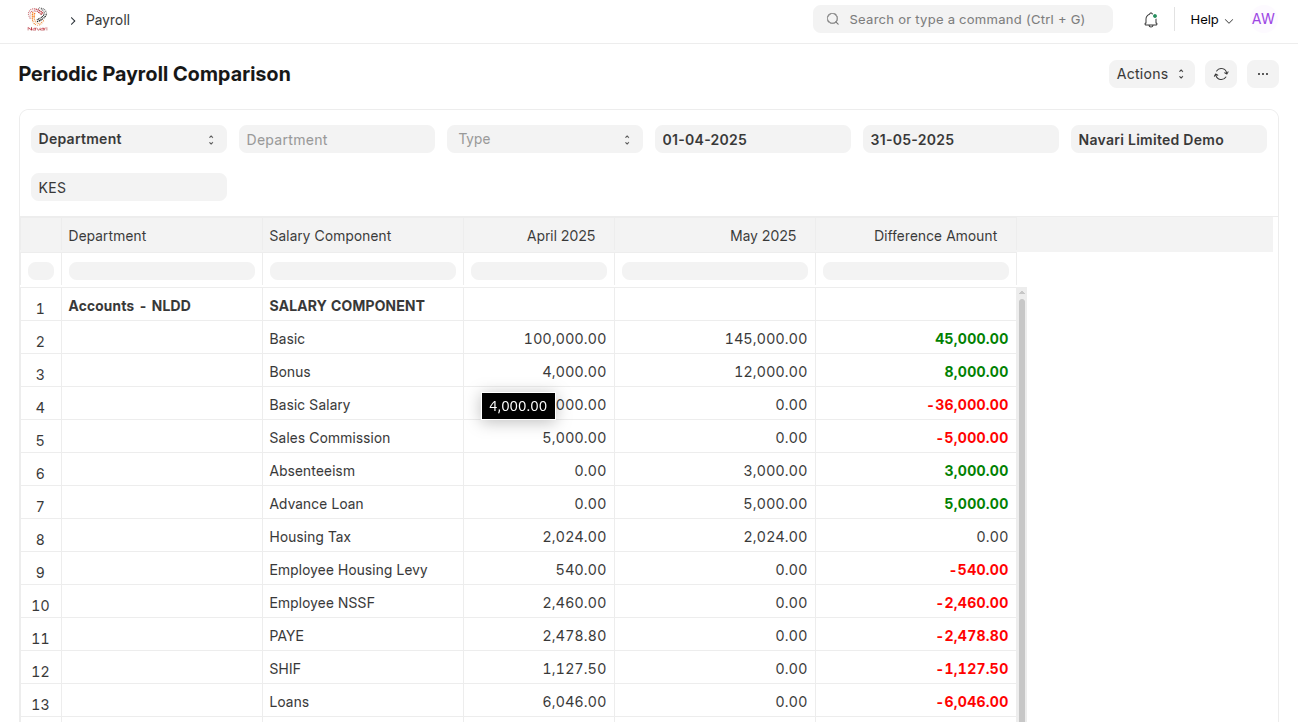 Navari
Payroll
Search or type a command (Ctrl + G)
Help
AW
Periodic Payroll Comparison
Actions
Department
Department
Type
01-04-2025
31-05-2025
Navari Limited Demo
KES
Department Salary Component April 2025 May 2025 Difference Amount
1 Accounts - NLDD SALARY COMPONENT
2 Basic 100,000.00 145,000.00 45,000.00
3 Bonus 4,000.00 12,000.00 8,000.00
4 Basic Salary 4,000.00 000.00 0.00 -36,000.00
5 Sales Commission 5,000.00 0.00 -5,000.00
6 Absenteeism 0.00 3,000.00 3,000.00
7 Advance Loan 0.00 5,000.00 5,000.00
8 Housing Tax 2,024.00 2,024.00 0.00
9 Employee Housing Levy 540.00 0.00 -540.00
10 Employee NSSF 2,460.00 0.00 -2,460.00
11 PAYE 2,478.80 0.00 -2,478.80
12 SHIF 1,127.50 0.00 -1,127.50
13 Loans 6,046.00 0.00 -6,046.00